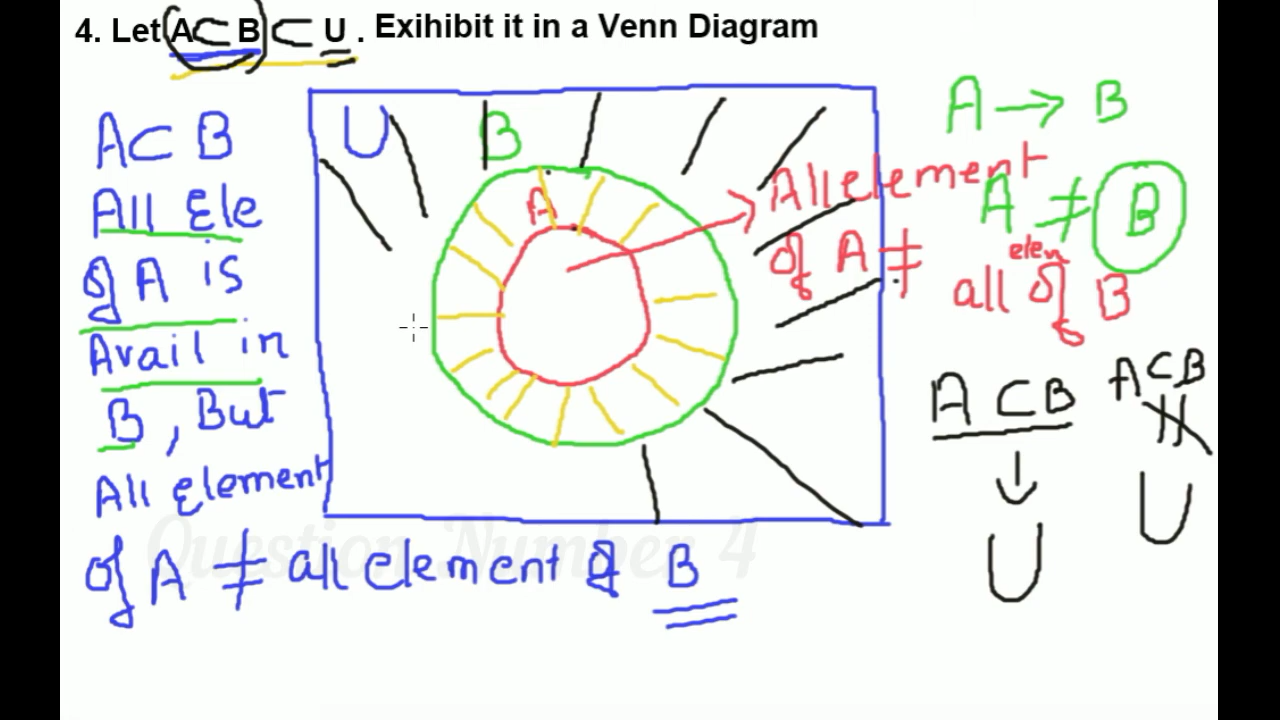 4. Let A ⊂ B ⊂ U . Exihibit it in a Venn Diagram
A ⊂ B
All Ele
of A is
Avail in
B, But
All element
of A ≠ all element of B
U
B
A
All element
of A ≠
elen
all of B
A → B
A ≠ B
A ⊂ B
↓
U
A ⊂ B
U
Question Number 4